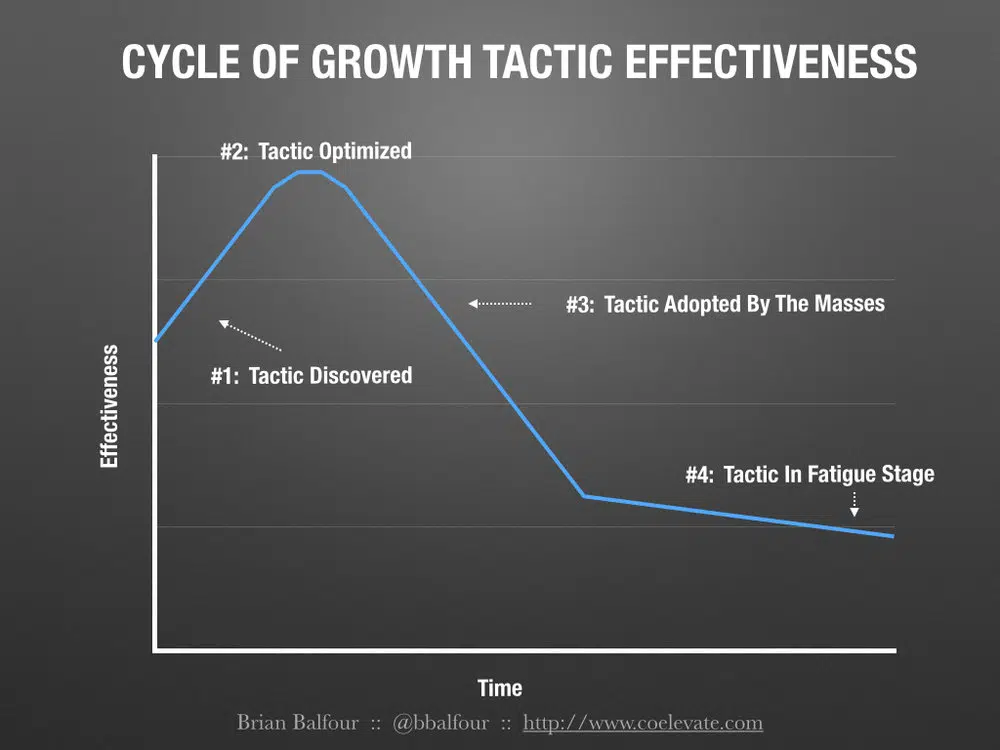 CYCLE OF GROWTH TACTIC EFFECTIVENESS
#2: Tactic Optimized
#3: Tactic Adopted By The Masses
#1: Tactic Discovered
Effectiveness
#4: Tactic In Fatigue Stage
Time
Brian Balfour :: @bbalfour :: http://www.coelevate.com